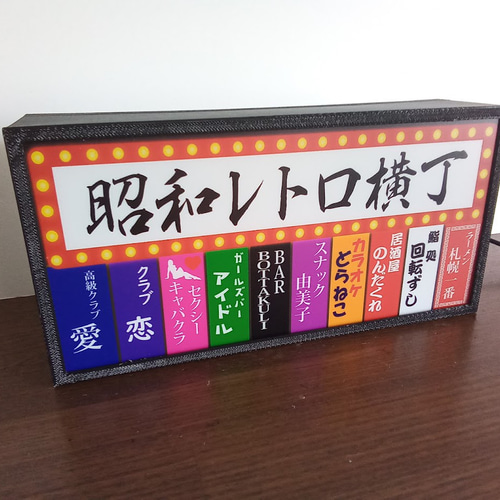 昭和レトロ横丁
高級クラブ
愛
クラブ
恋
セクシー
キャバクラ
ガールズバー
アイドル
BAR
BOTTAKULI
スナック
由美子
カラオケ
とらねこ
居酒屋
のんだくれ
鮨処
回転ずし
ラーメン
札幌一番